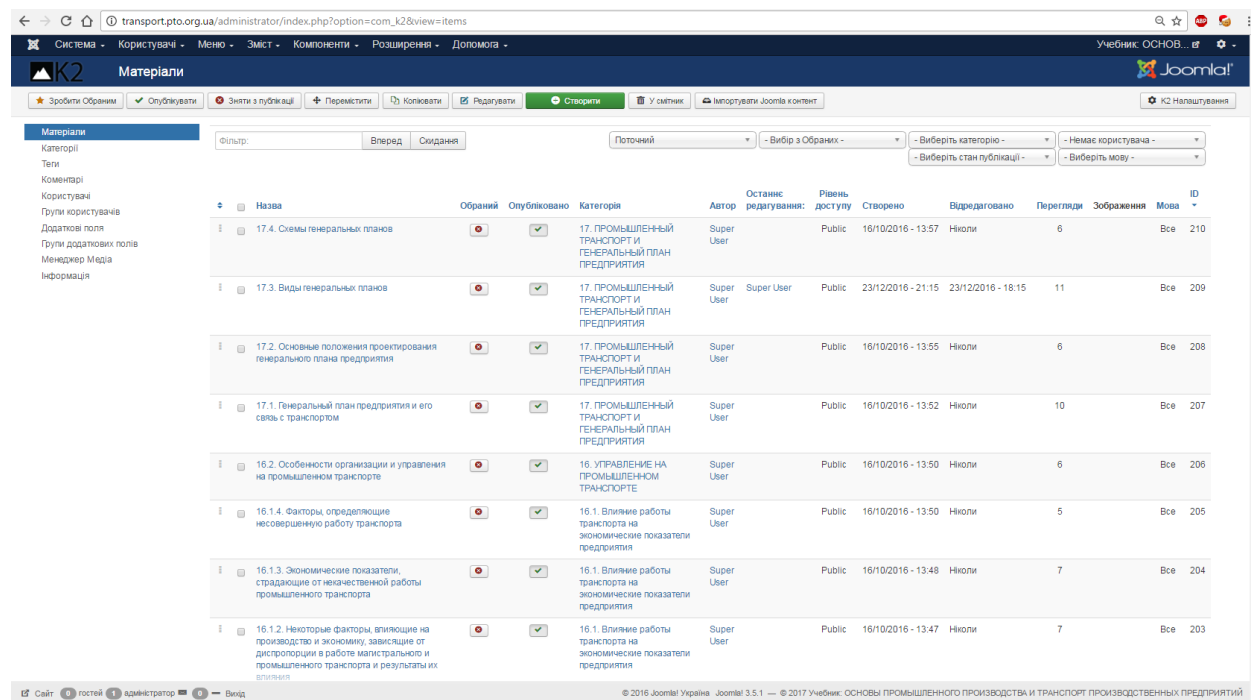 transport.pto.org.ua/administrator/index.php?option=com_k2&view=items
ABP
Система Користувачі Меню Зміст Компоненти Розширення Допомога Учебник: ОСНОВ...
K2 Матеріали Joomla!
Зробити Обраним Опублікувати Зняти з публікації Перемістити Копіювати Редагувати Створити У смітник Імпортувати Joomla контент K2 Налаштування
Матеріали
Категорії
Теги
Коментарі
Користувачі
Групи користувачів
Додаткові поля
Групи додаткових полів
Менеджер Медіа
Інформація
Фільтр: Вперед Скидання Поточний - Вибір з Обраних - - Виберіть категорію - - Немає користувача -
- Виберіть стан публікації - - Виберіть мову -
Назва Обраний Опубліковано Категорія Автор Останнє редагування: Рівень доступу Створено Відредаговано Перегляди Зображення Мова ID
17.4. Схемы генеральных планов 17. ПРОМЫШЛЕННЫЙ Super Public 16/10/2016 - 13:57 Ніколи 6 Все 210
ТРАНСПОРТ И User
ГЕНЕРАЛЬНЫЙ ПЛАН
ПРЕДПРИЯТИЯ
17.3. Виды генеральных планов 17. ПРОМЫШЛЕННЫЙ Super Super User Public 23/12/2016 - 21:15 23/12/2016 - 18:15 11 Все 209
ТРАНСПОРТ И User
ГЕНЕРАЛЬНЫЙ ПЛАН
ПРЕДПРИЯТИЯ
17.2. Основные положения проектирования 17. ПРОМЫШЛЕННЫЙ Super Public 16/10/2016 - 13:55 Ніколи 6 Все 208
генерального плана предприятия ТРАНСПОРТ И User
ГЕНЕРАЛЬНЫЙ ПЛАН
ПРЕДПРИЯТИЯ
17.1. Генеральный план предприятия и его 17. ПРОМЫШЛЕННЫЙ Super Public 16/10/2016 - 13:52 Ніколи 10 Все 207
связь с транспортом ТРАНСПОРТ И User
ГЕНЕРАЛЬНЫЙ ПЛАН
ПРЕДПРИЯТИЯ
16.2. Особенности организации и управления 16. УПРАВЛЕНИЕ НА Super Public 16/10/2016 - 13:50 Ніколи 6 Все 206
на промышленном транспорте ПРОМЫШЛЕННОМ User
ТРАНСПОРТЕ
16.1.4. Факторы, определяющие 16.1. Влияние работы Super Public 16/10/2016 - 13:50 Ніколи 5 Все 205
несовершенную работу транспорта транспорта на User
экономические показатели
предприятия
16.1.3. Экономические показатели, 16.1. Влияние работы Super Public 16/10/2016 - 13:48 Ніколи 7 Все 204
страдающие от некачественной работы транспорта на User
промышленного транспорта экономические показатели
предприятия
16.1.2. Некоторые факторы, влияющие на 16.1. Влияние работы Super Public 16/10/2016 - 13:47 Ніколи 7 Все 203
производство и экономику, зависящие от транспорта на User
диспропорции в работе магистрального и экономические показатели
промышленного транспорта и результаты их предприятия
влияния
Сайт 0 гостей 1 адміністратор 0 Вихід © 2016 Joomla! Україна Joomla! 3.5.1 — © 2017 Учебник: ОСНОВЫ ПРОМЫШЛЕННОГО ПРОИЗВОДСТВА И ТРАНСПОРТ ПРОИЗВОДСТВЕННЫХ ПРЕДПРИЯТИЙ